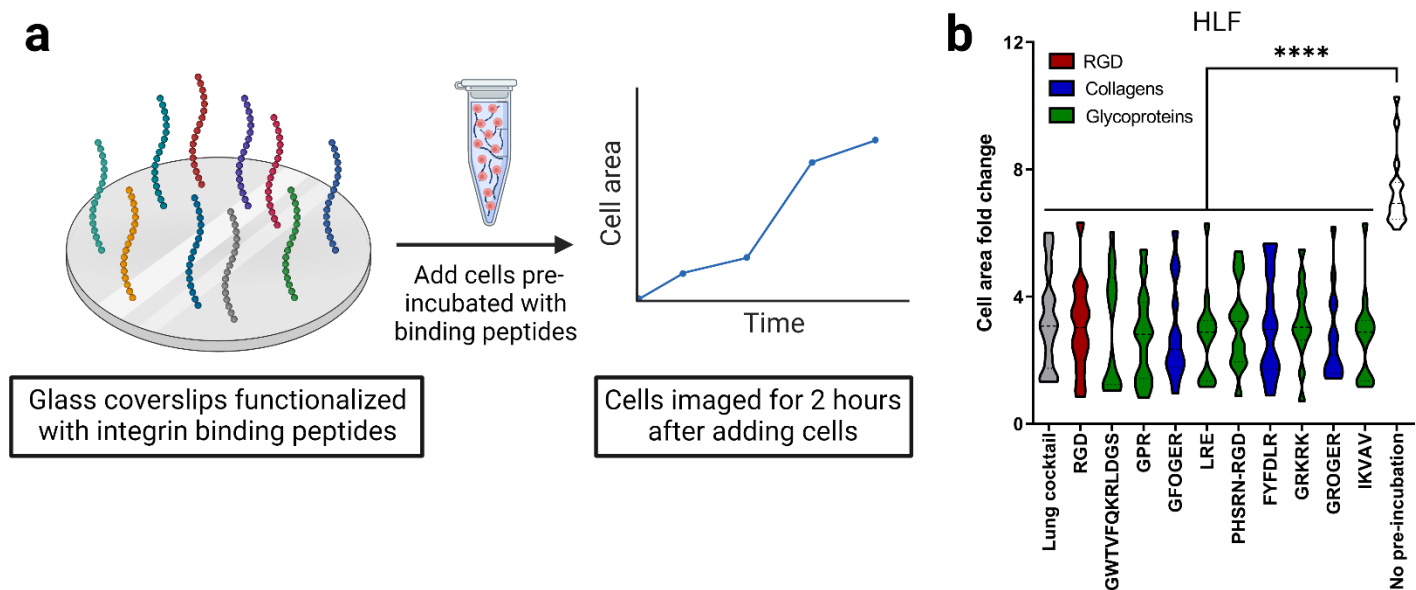 a
Cell area
Time
Add cells pre-
incubated with
binding peptides
Glass coverslips functionalized
with integrin binding peptides
Cells imaged for 2 hours
after adding cells
b
HLF
****
RGD
Collagens
Glycoproteins
Cell area fold change
12
8
4
0
Lung cocktail
RGD
GWTVFQKRLDGS
GPR
GFOGER
LRE
PHSRN-RGD
FYFDLR
GRKRK
GROGER
IKVAV
No pre-incubation